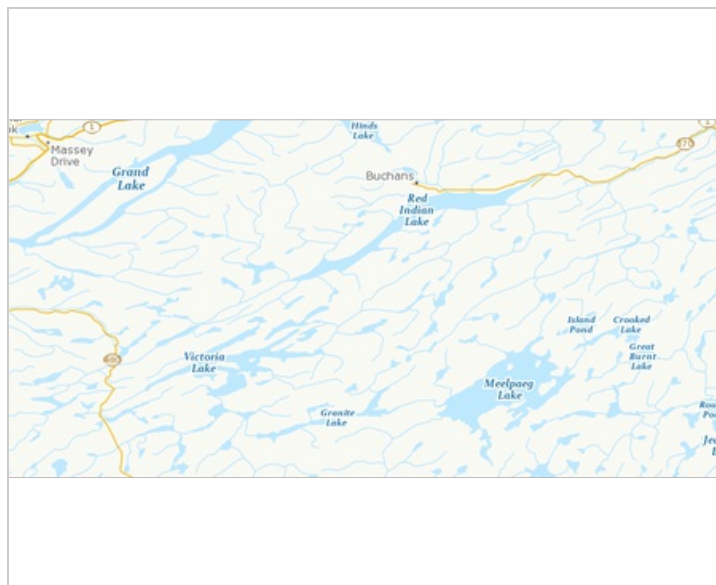 1
Massey
Drive
Grand
Lake
Hinds
Lake
Buchans
Red
Indian
Lake
370
480
Victoria
Lake
Granite
Lake
Meelpaeg
Lake
Island
Pond
Crooked
Lake
Great
Burnt
Lake